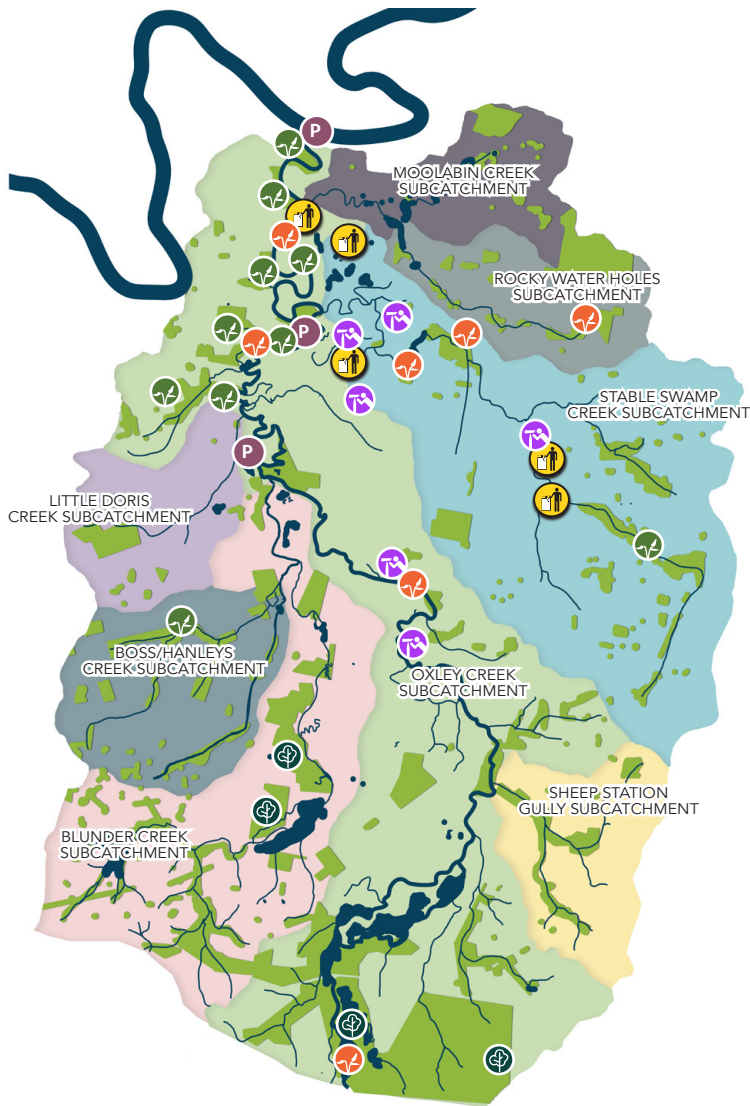 P
MOOLABIN CREEK
SUBCATCHMENT
ROCKY WATER HOLES
SUBCATCHMENT
P
STABLE SWAMP
CREEK SUBCATCHMENT
P
LITTLE DORIS
CREEK SUBCATCHMENT
BOSS/HANLEYS
CREEK SUBCATCHMENT
OXLEY CREEK
SUBCATCHMENT
SHEEP STATION
GULLY SUBCATCHMENT
BLUNDER CREEK
SUBCATCHMENT